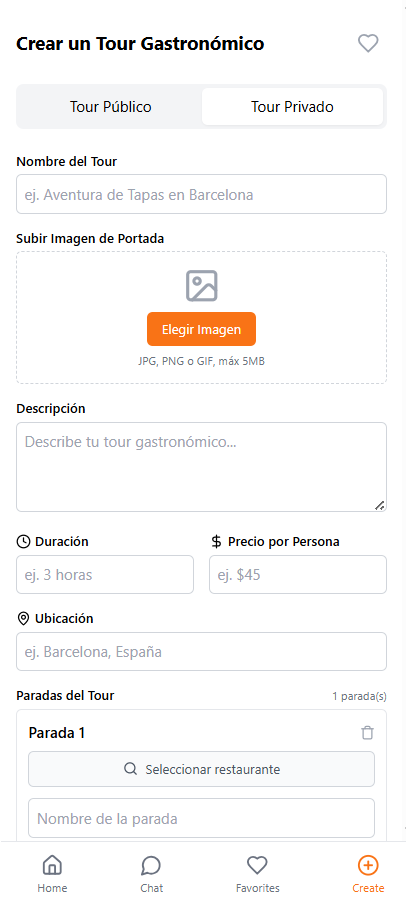 Crear un Tour Gastronómico
Tour Público
Tour Privado
Nombre del Tour
ej. Aventura de Tapas en Barcelona
Subir Imagen de Portada
Elegir Imagen
JPG, PNG o GIF, máx 5MB
Descripción
Describe tu tour gastronómico...
Duración
ej. 3 horas
Precio por Persona
ej. $45
Ubicación
ej. Barcelona, España
Paradas del Tour
1 parada(s)
Parada 1
Seleccionar restaurante
Nombre de la parada
Home
Chat
Favorites
Create